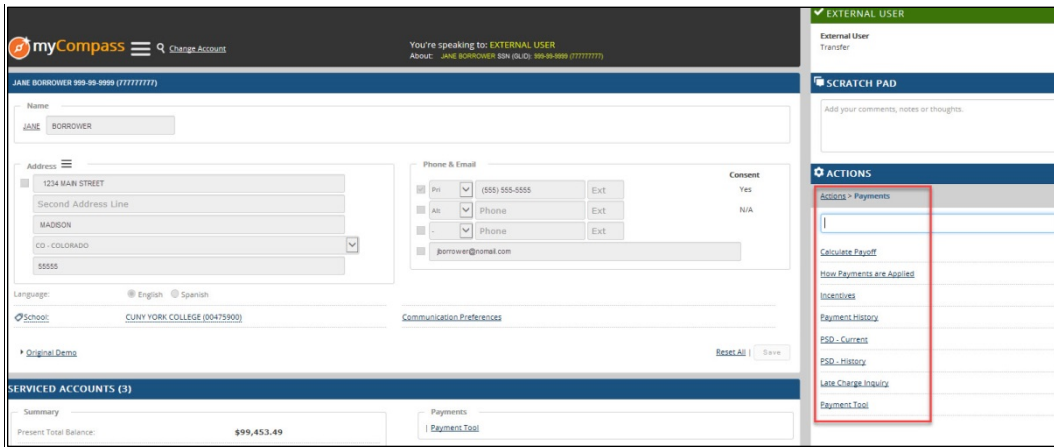 myCompass
Change Account
You're speaking to: EXTERNAL USER
About: JANE BORROWER SSN (GLID): 999-99-9999 (777777777)
JANE BORROWER 999-99-9999 (777777777)
Name
JANE BORROWER
Address
1234 MAIN STREET
Second Address Line
MADISON
CO - COLORADO
55555
Phone & Email
Consent
Pri (555) 555-5555 Ext Yes
Alt Phone Ext N/A
- Phone Ext
jborrower@nomail.com
Language: English Spanish
School: CUNY YORK COLLEGE (00475900)
Communication Preferences
Original Demo
Reset All | Save
SERVICED ACCOUNTS (3)
Summary
Present Total Balance: $99,453.49
Payments
| Payment Tool
EXTERNAL USER
External User
Transfer
SCRATCH PAD
Add your comments, notes or thoughts.
ACTIONS
Actions > Payments
Calculate Payoff
How Payments are Applied
Incentives
Payment History
PSD - Current
PSD - History
Late Charge Inquiry
Payment Tool